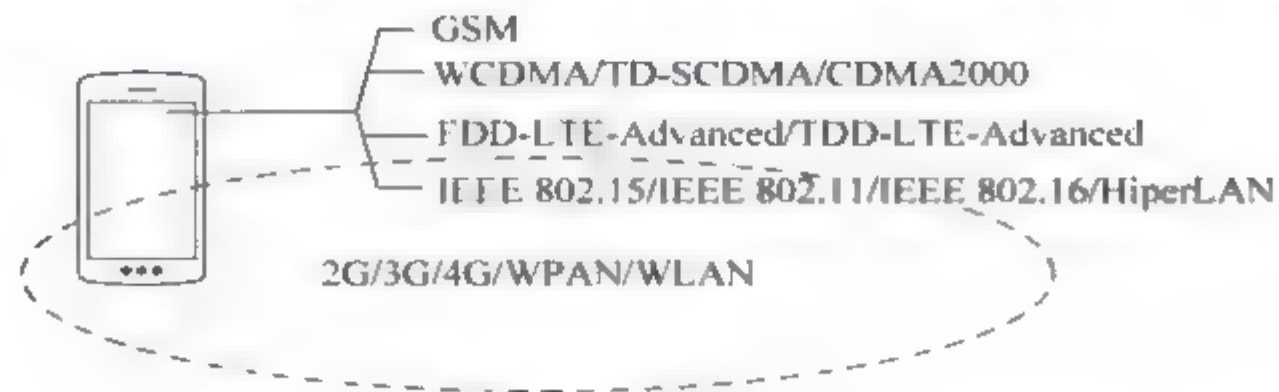 GSM
WCDMA/TD-SCDMA/CDMA2000
FDD-LTE-Advanced/TDD-LTE-Advanced
IEEE 802.15/IEEE 802.11/IEEE 802.16/HiperLAN
2G/3G/4G/WPAN/WLAN